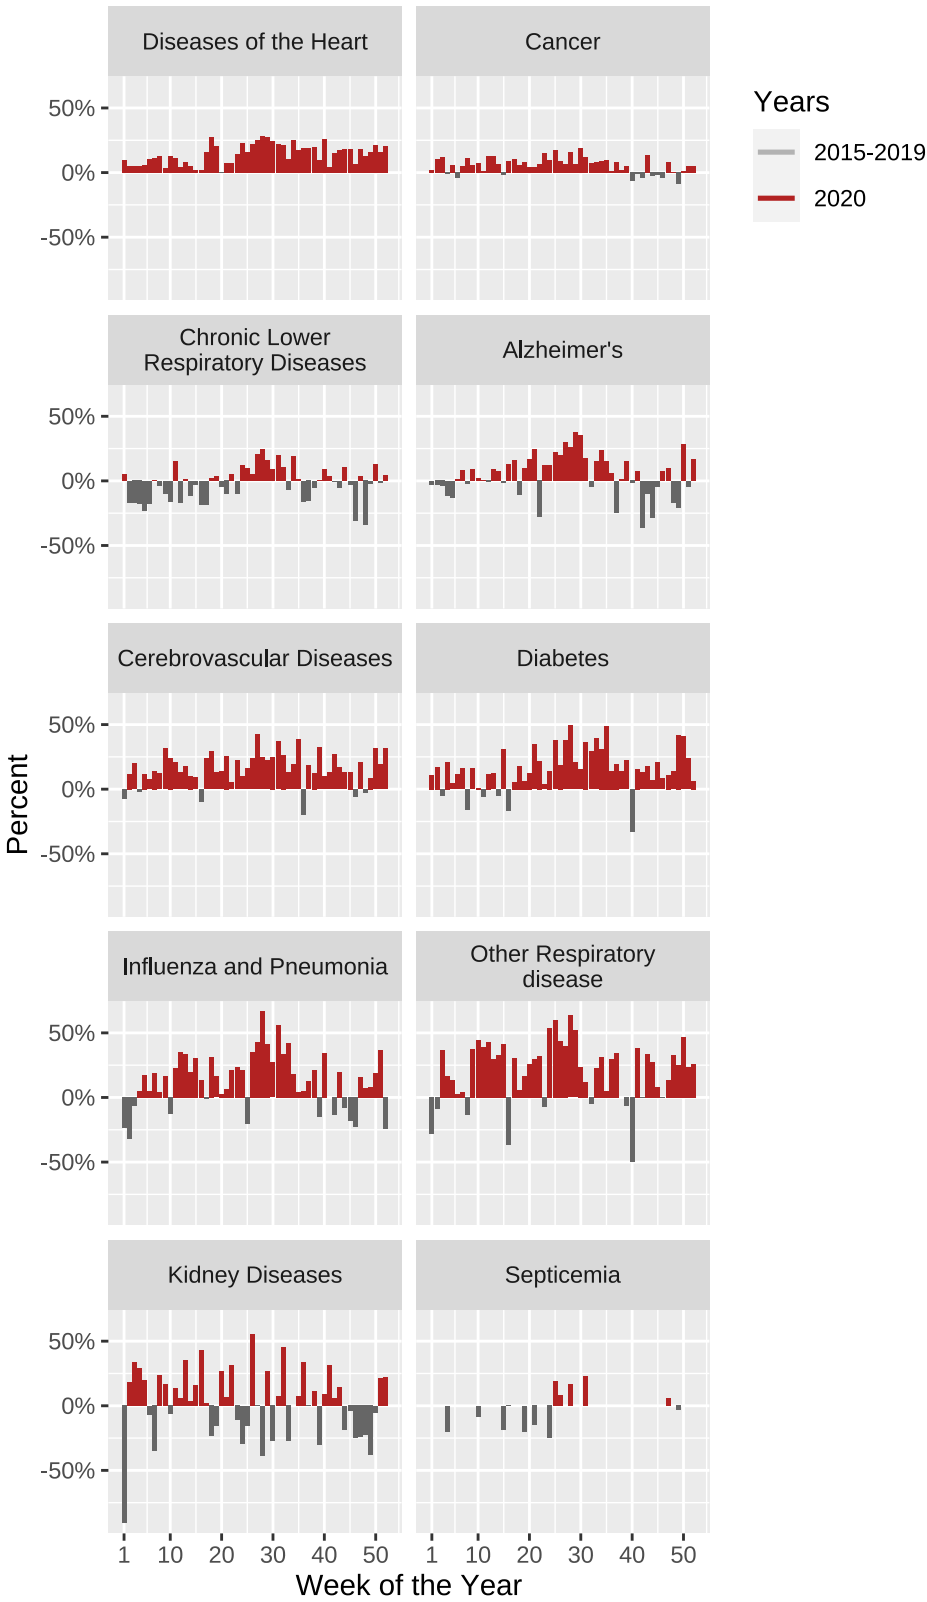 Diseases of the Heart
Cancer
50%
0%
-50%
Years
2015-2019
2020
Chronic Lower
Respiratory Diseases
Alzheimer's
50%
0%
-50%
Cerebrovascular Diseases
Diabetes
50%
0%
-50%
Percent
Influenza and Pneumonia
Other Respiratory
disease
50%
0%
-50%
Kidney Diseases
Septicemia
50%
0%
-50%
1 10 20 30 40 50
1 10 20 30 40 50
Week of the Year